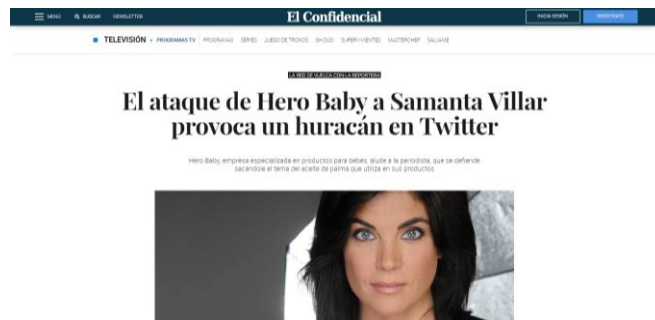 MENÚ BUSCAR NEWSLETTER El Confidencial INICIA SESIÓN REGÍSTRATE
TELEVISIÓN PROGRAMAS TV PROGRAMAS SERIES JUEGO DE TRONOS SUPERVIVIENTES MASTERCHEF SÁLVAME
LA RED SE VUELCA CON LA REPORTERA
El ataque de Hero Baby a Samanta Villar
provoca un huracán en Twitter
Hero Baby, empresa especializada en productos para bebés, alude a la periodista, que se defiende
sacándole el tema del aceite de palma que utiliza en sus productos